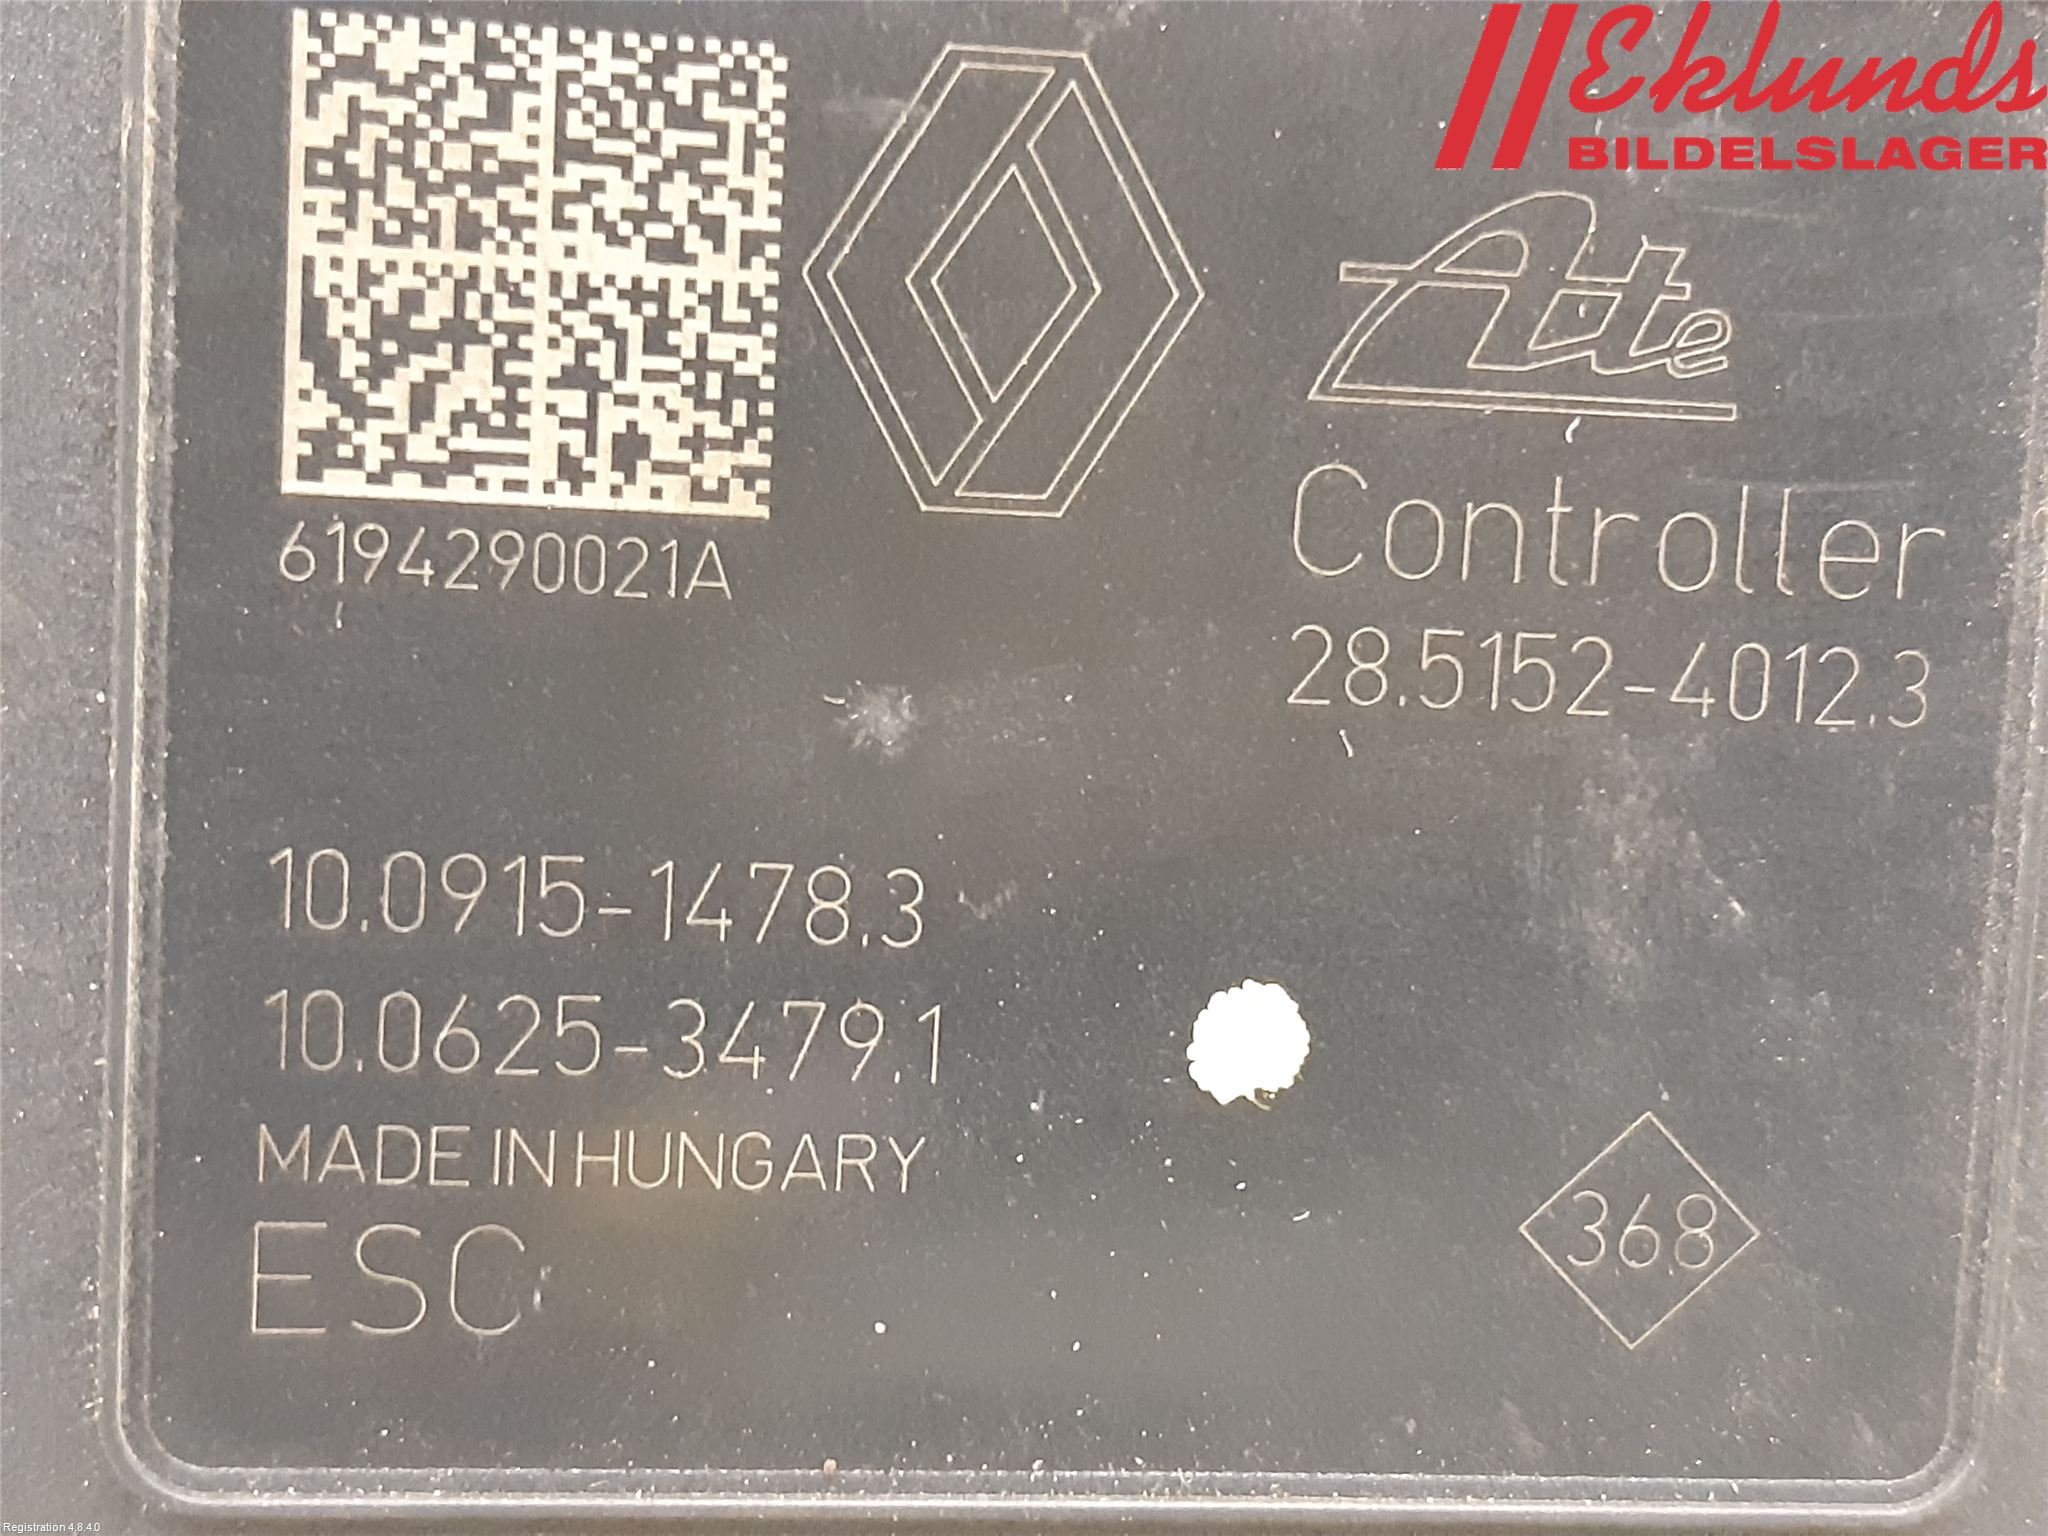 Eklunds
BILDELSLAGER
Ate
6194290021A
Controller
28.5152-4012.3
10.0915-1478.3
10.0625-3479.1
MADE IN HUNGARY
ESC
368
Registration 4.8.4.0